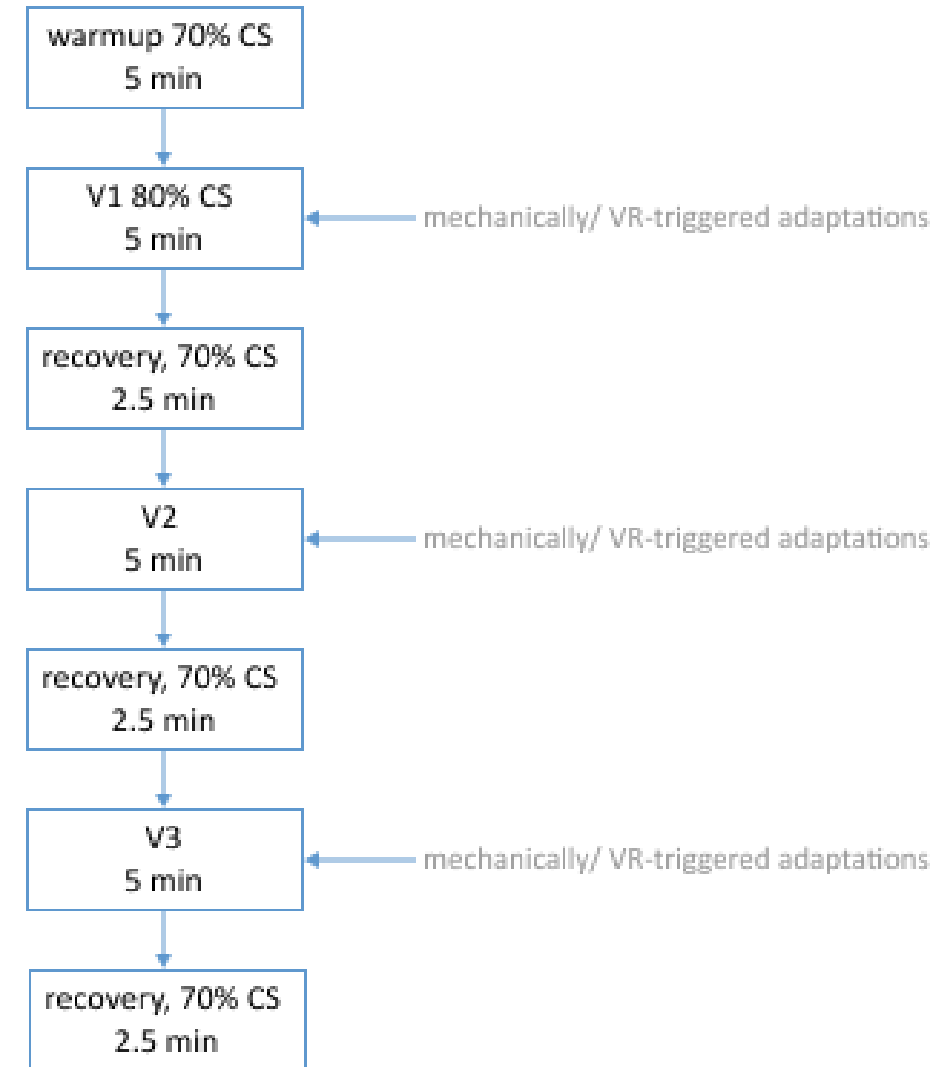 warmup 70% CS
5 min
V1 80% CS
5 min
mechanically/ VR-triggered adaptations
recovery, 70% CS
2.5 min
V2
5 min
mechanically/ VR-triggered adaptations
recovery, 70% CS
2.5 min
V3
5 min
mechanically/ VR-triggered adaptations
recovery, 70% CS
2.5 min